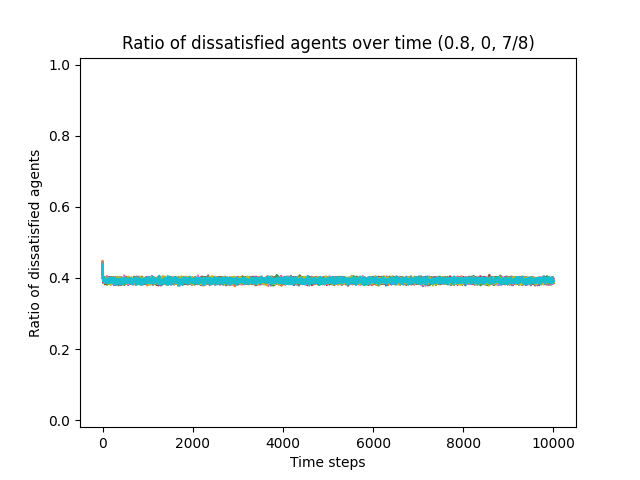 Ratio of dissatisfied agents over time (0.8, 0, 7/8)
1.0
0.8
0.6
0.4
0.2
0.0
Ratio of dissatisfied agents
0 2000 4000 6000 8000 10000
Time steps